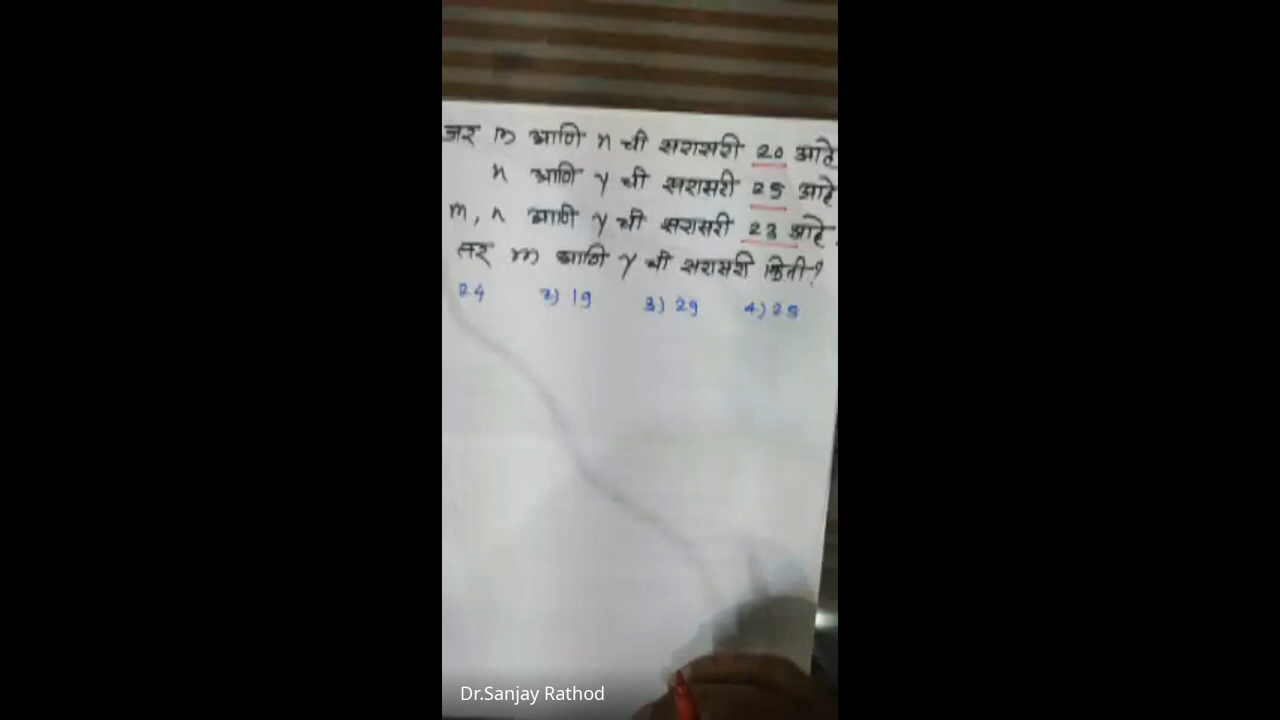 जर m आणि n ची सरासरी 20 आहे
n आणि y ची सरासरी 25 आहे
m, n आणि y ची सरासरी 23 आहे.
तर m आणि y ची सरासरी किती?
24 2) 19 3) 29 4) 25
Dr.Sanjay Rathod